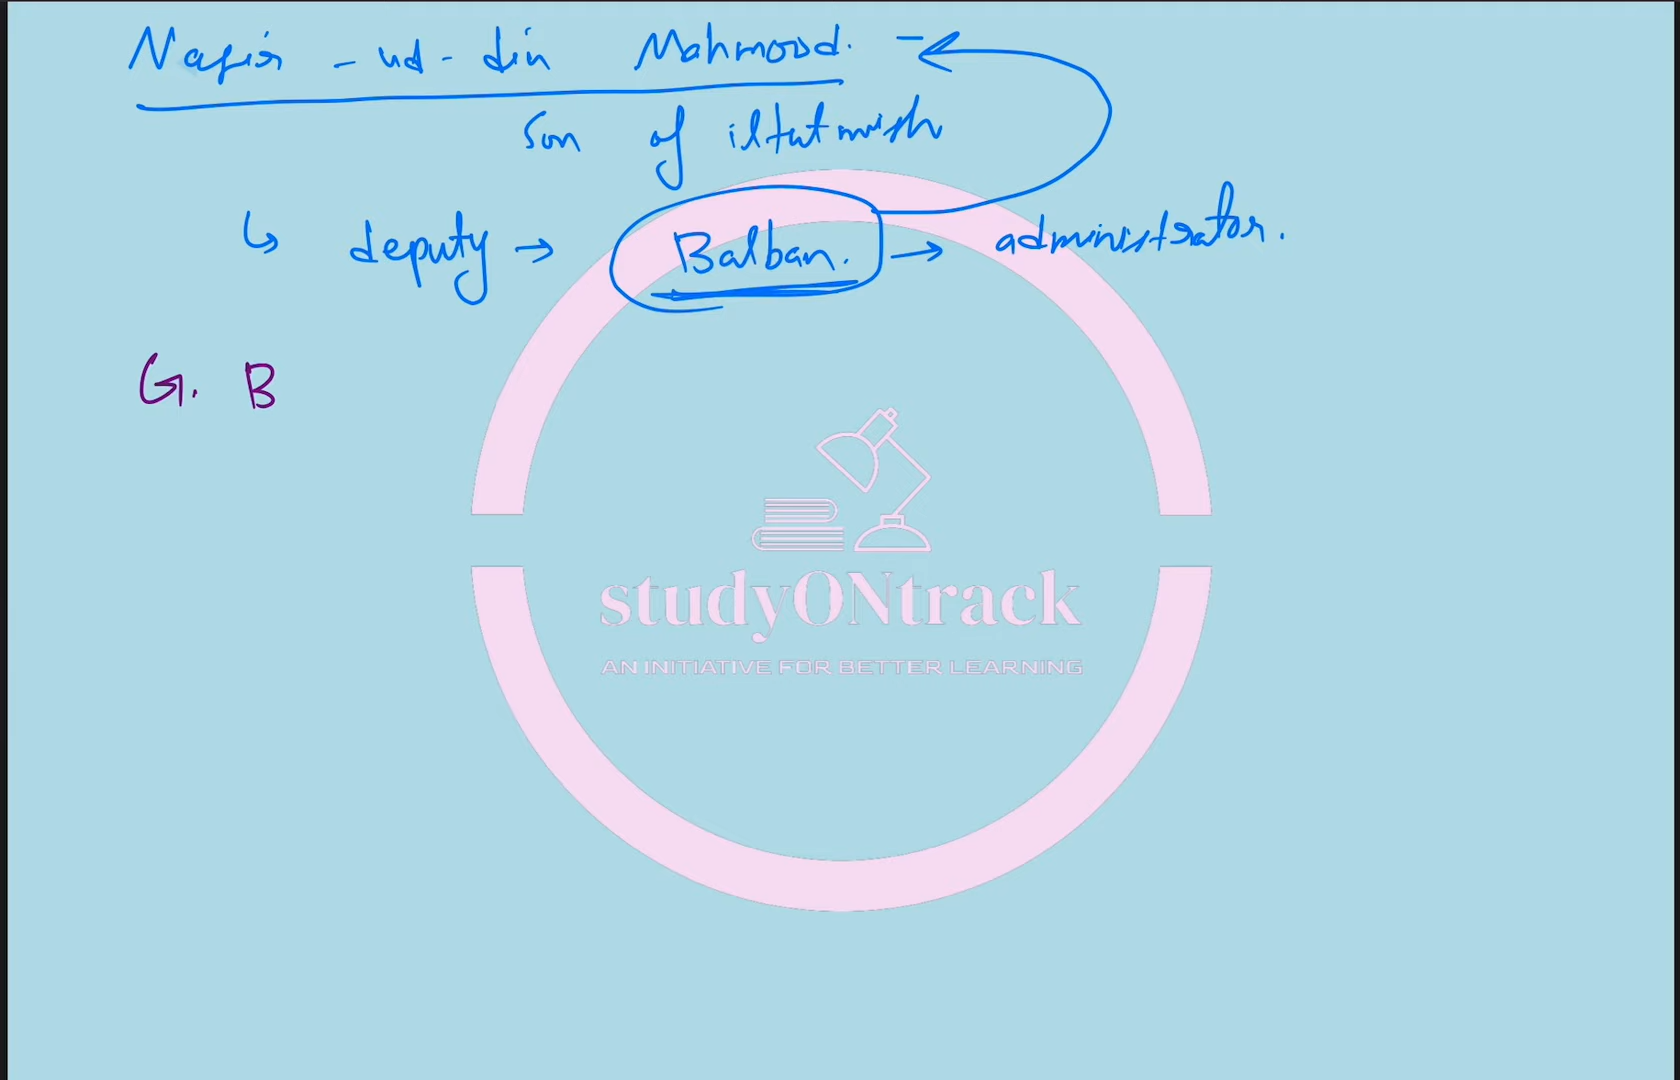 Nasir - ud - din Mahmood. -
Son of iltutmish
↳ deputy → Balban. → administrator.
G. B
studyONtrack
AN INITIATIVE FOR BETTER LEARNING